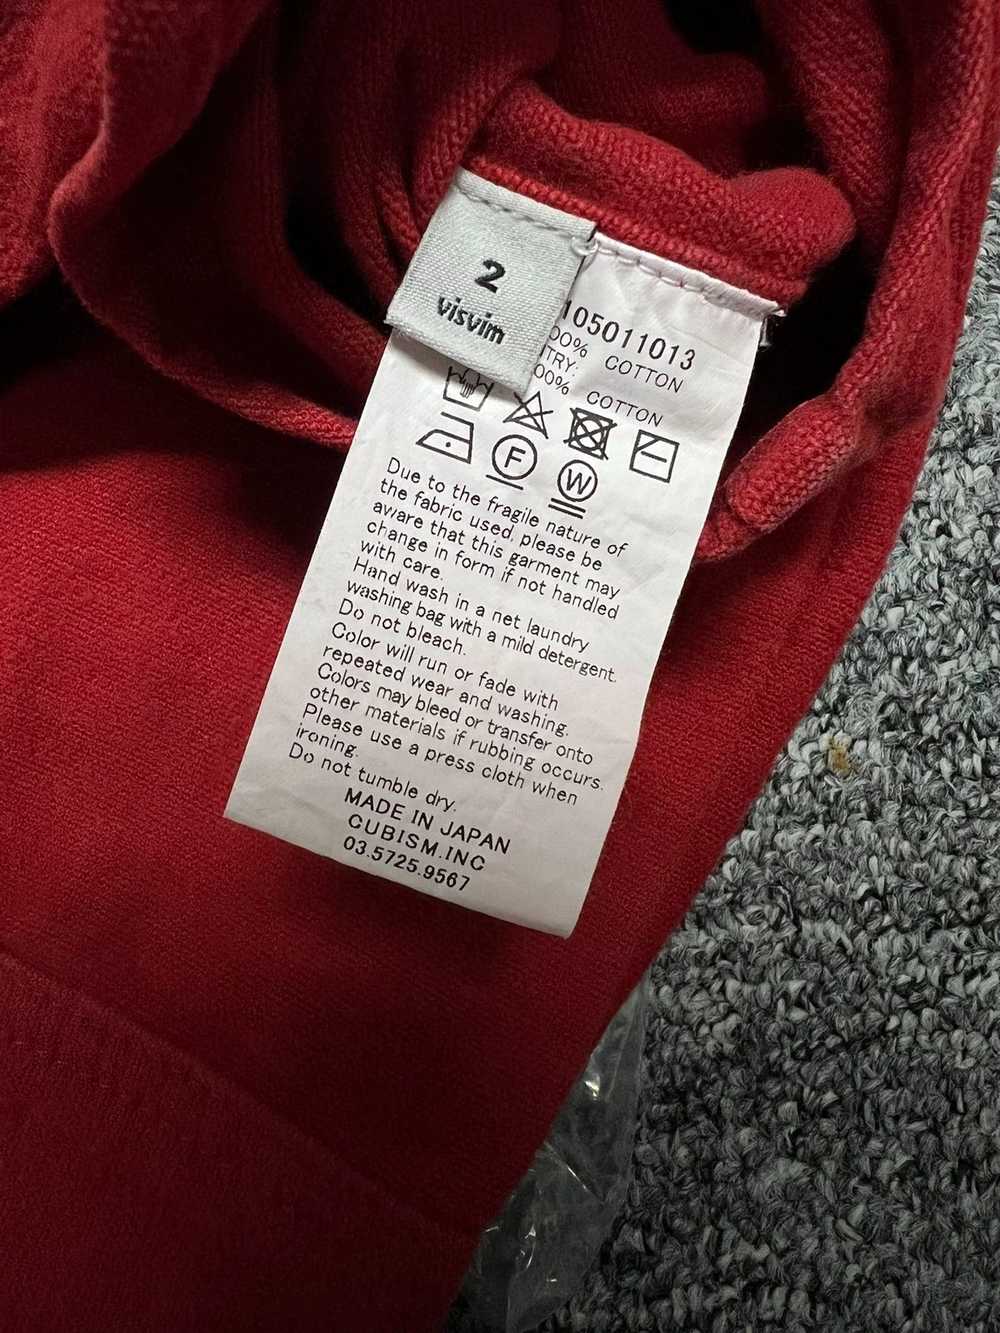 2
visvim
105011013
COTTON
COTTON
F
W
Due to the fragile nature of
the fabric used, please be
aware that this garment may
change in form if not handled
with care.
Hand wash in a net laundry
washing bag with a mild detergent.
Do not bleach.
Color will run or fade with
repeated wear and washing.
Colors may bleed or transfer onto
other materials if rubbing occurs.
Please use a press cloth when
ironing.
Do not tumble dry.
MADE IN JAPAN
CUBISM.INC
03.5725.9567